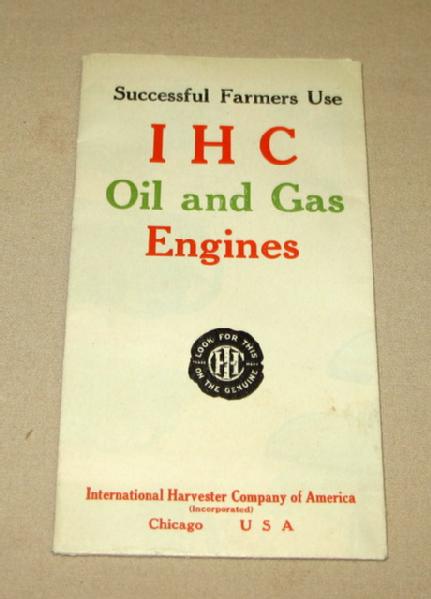 Successful Farmers Use
I H C
Oil and Gas
Engines
LOOK FOR THIS
IHC
ON THE GENUINE
International Harvester Company of America
(Incorporated)
Chicago U S A